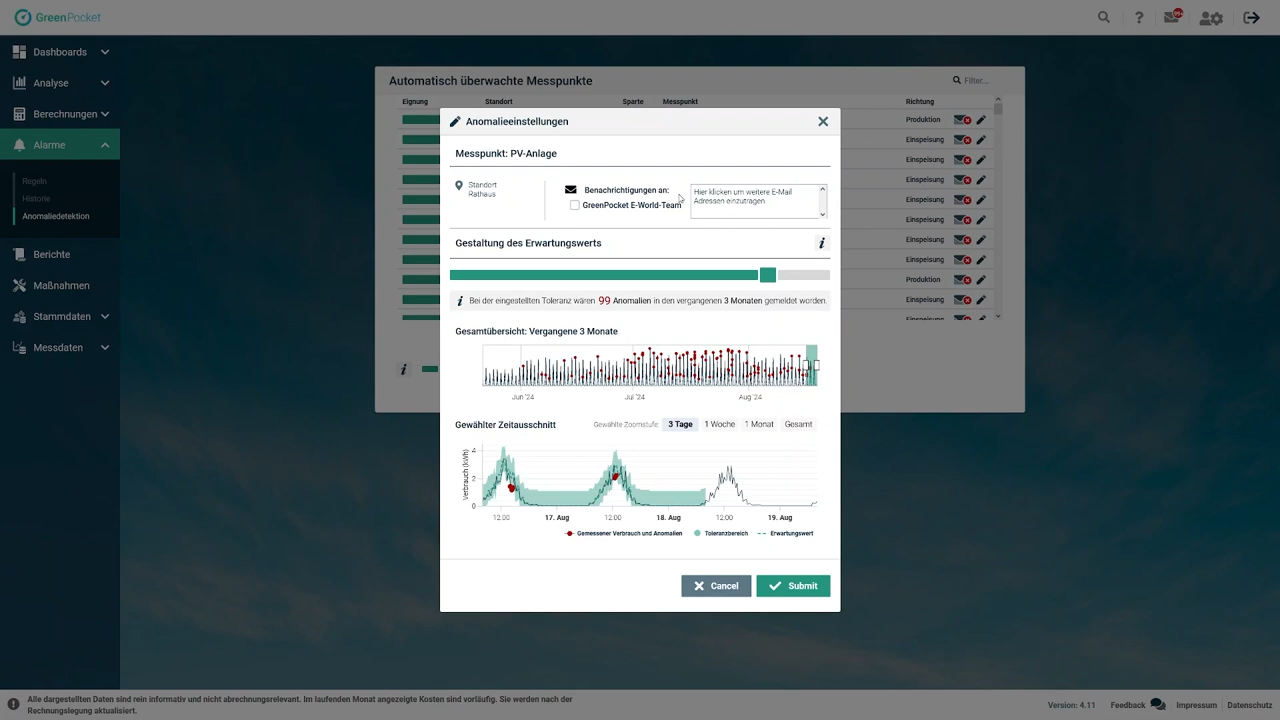 GreenPocket
99+
Dashboards
Analyse
Berechnungen
Alarme
Regeln
Historie
Anomaliedetektion
Berichte
Maßnahmen
Stammdaten
Messdaten
Automatisch überwachte Messpunkte
Filter...
Eignung Standort Sparte Messpunkt Richtung
Produktion
Einspeisung
Einspeisung
Einspeisung
Einspeisung
Einspeisung
Einspeisung
Einspeisung
Produktion
Einspeisung
Einspeisung
Anomalieeinstellungen
Messpunkt: PV-Anlage
Standort
Rathaus
Benachrichtigungen an:
GreenPocket E-World-Team
Hier klicken um weitere E-Mail
Adressen einzutragen
Gestaltung des Erwartungswerts
Bei der eingestellten Toleranz wären 99 Anomalien in den vergangenen 3 Monaten gemeldet worden.
Gesamtübersicht: Vergangene 3 Monate
Jun '24 Jul '24 Aug '24
Gewählter Zeitausschnitt
Gewählte Zoomstufe: 3 Tage 1 Woche 1 Monat Gesamt
Verbrauch (kWh)
4
2
0
12:00 17. Aug 12:00 18. Aug 12:00 19. Aug
Gemessener Verbrauch und Anomalien Toleranzbereich Erwartungswert
Cancel Submit
Alle dargestellten Daten sind rein informativ und nicht abrechnungsrelevant. Im laufenden Monat angezeigte Kosten sind vorläufig. Sie werden nach der
Rechnungslegung aktualisiert.
Version: 4.11 Feedback Impressum Datenschutz